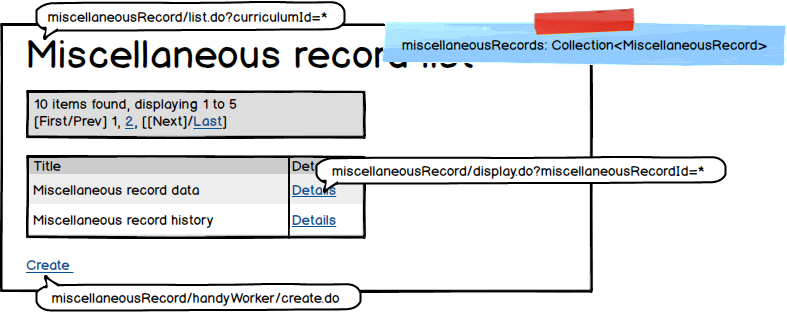 miscellaneousRecord/list.do?curriculumId=*
Miscellaneous record list
miscellaneousRecords: Collection<MiscellaneousRecord>
10 items found, displaying 1 to 5
[First/Prev] 1, 2, [[Next]/Last]
Title
Miscellaneous record data
Details
miscellaneousRecord/display.do?miscellaneousRecordId=*
Miscellaneous record history
Details
Create
miscellaneousRecord/handyWorker/create.do